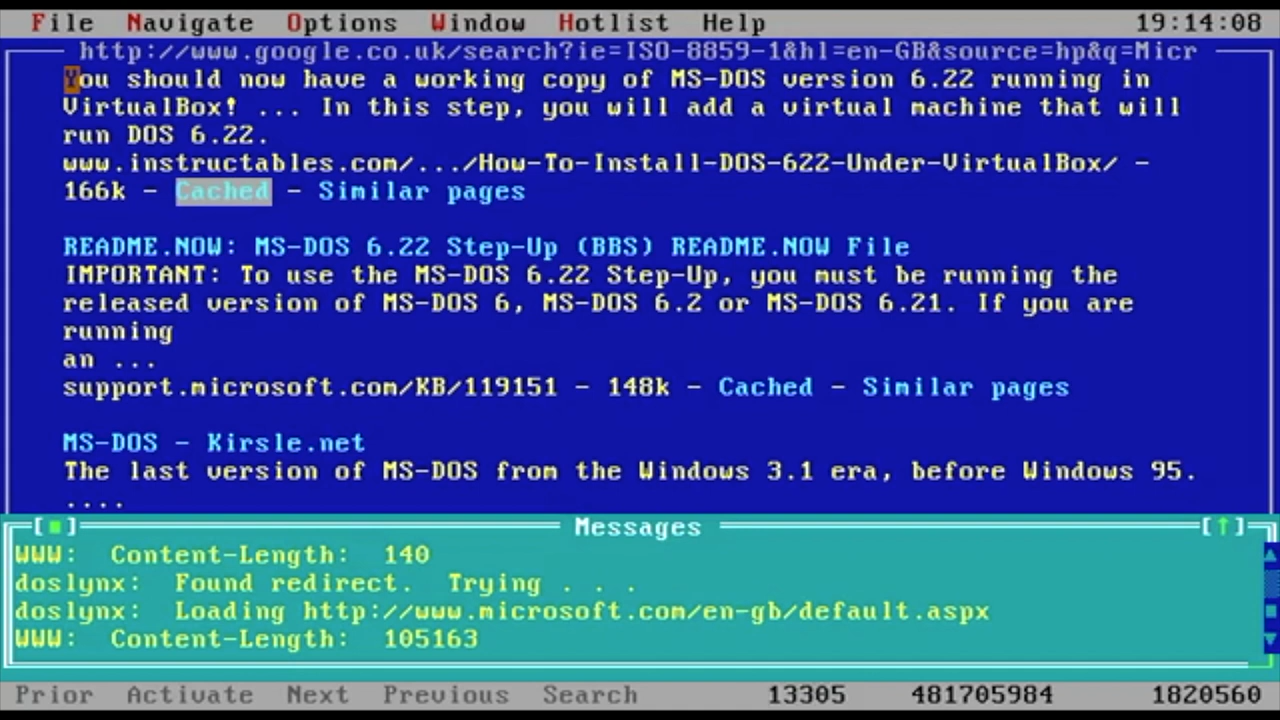 File Navigate Options Window Hotlist Help 19:14:08
http://www.google.co.uk/search?ie=ISO-8859-1&hl=en-GB&source=hp&q=Micr
You should now have a working copy of MS-DOS version 6.22 running in
VirtualBox! ... In this step, you will add a virtual machine that will
run DOS 6.22.
www.instructables.com/.../How-To-Install-DOS-622-Under-VirtualBox/ -
166k - Cached - Similar pages
README.NOW: MS-DOS 6.22 Step-Up (BBS) README.NOW File
IMPORTANT: To use the MS-DOS 6.22 Step-Up, you must be running the
released version of MS-DOS 6, MS-DOS 6.2 or MS-DOS 6.21. If you are
running
an ...
support.microsoft.com/KB/119151 - 148k - Cached - Similar pages
MS-DOS - Kirsle.net
The last version of MS-DOS from the Windows 3.1 era, before Windows 95.
....
[■] Messages [↑]
WWW: Content-Length: 140
doslynx: Found redirect. Trying . . .
doslynx: Loading http://www.microsoft.com/en-gb/default.aspx
WWW: Content-Length: 105163
Prior Activate Next Previous Search 13305 481705984 1820560